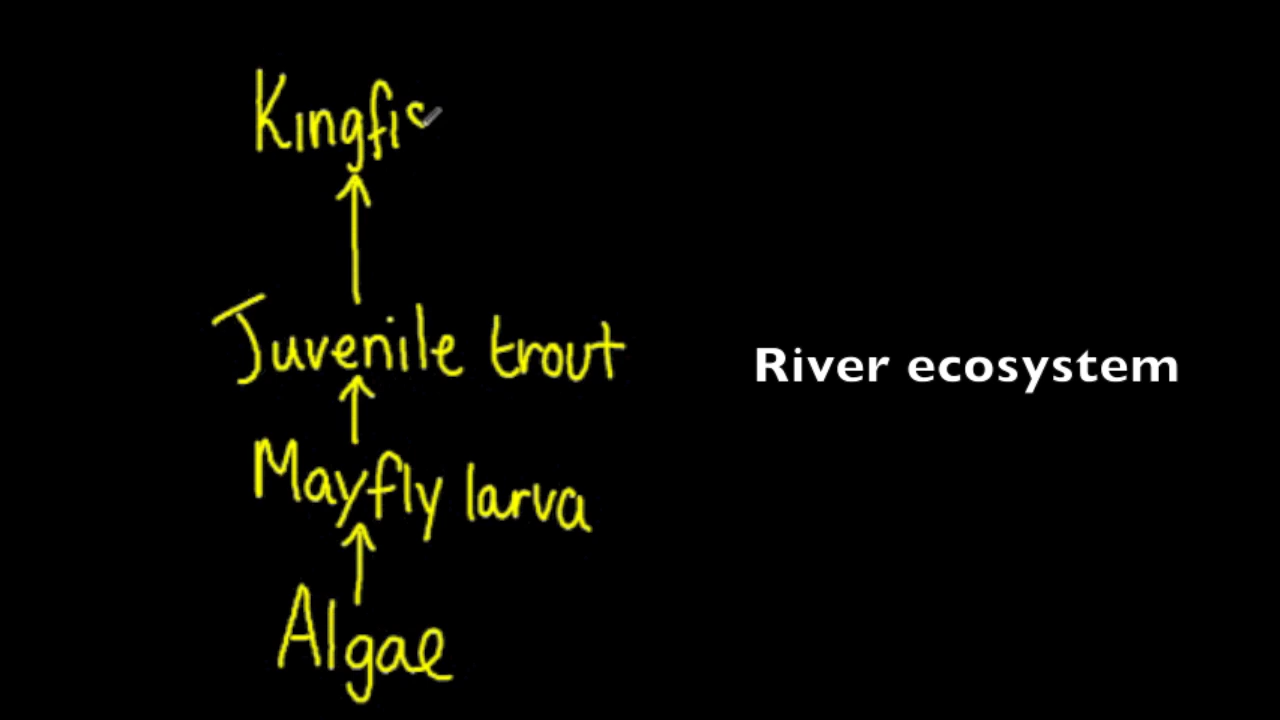 Kingfis
Juvenile trout
River ecosystem
Mayfly larva
Algae